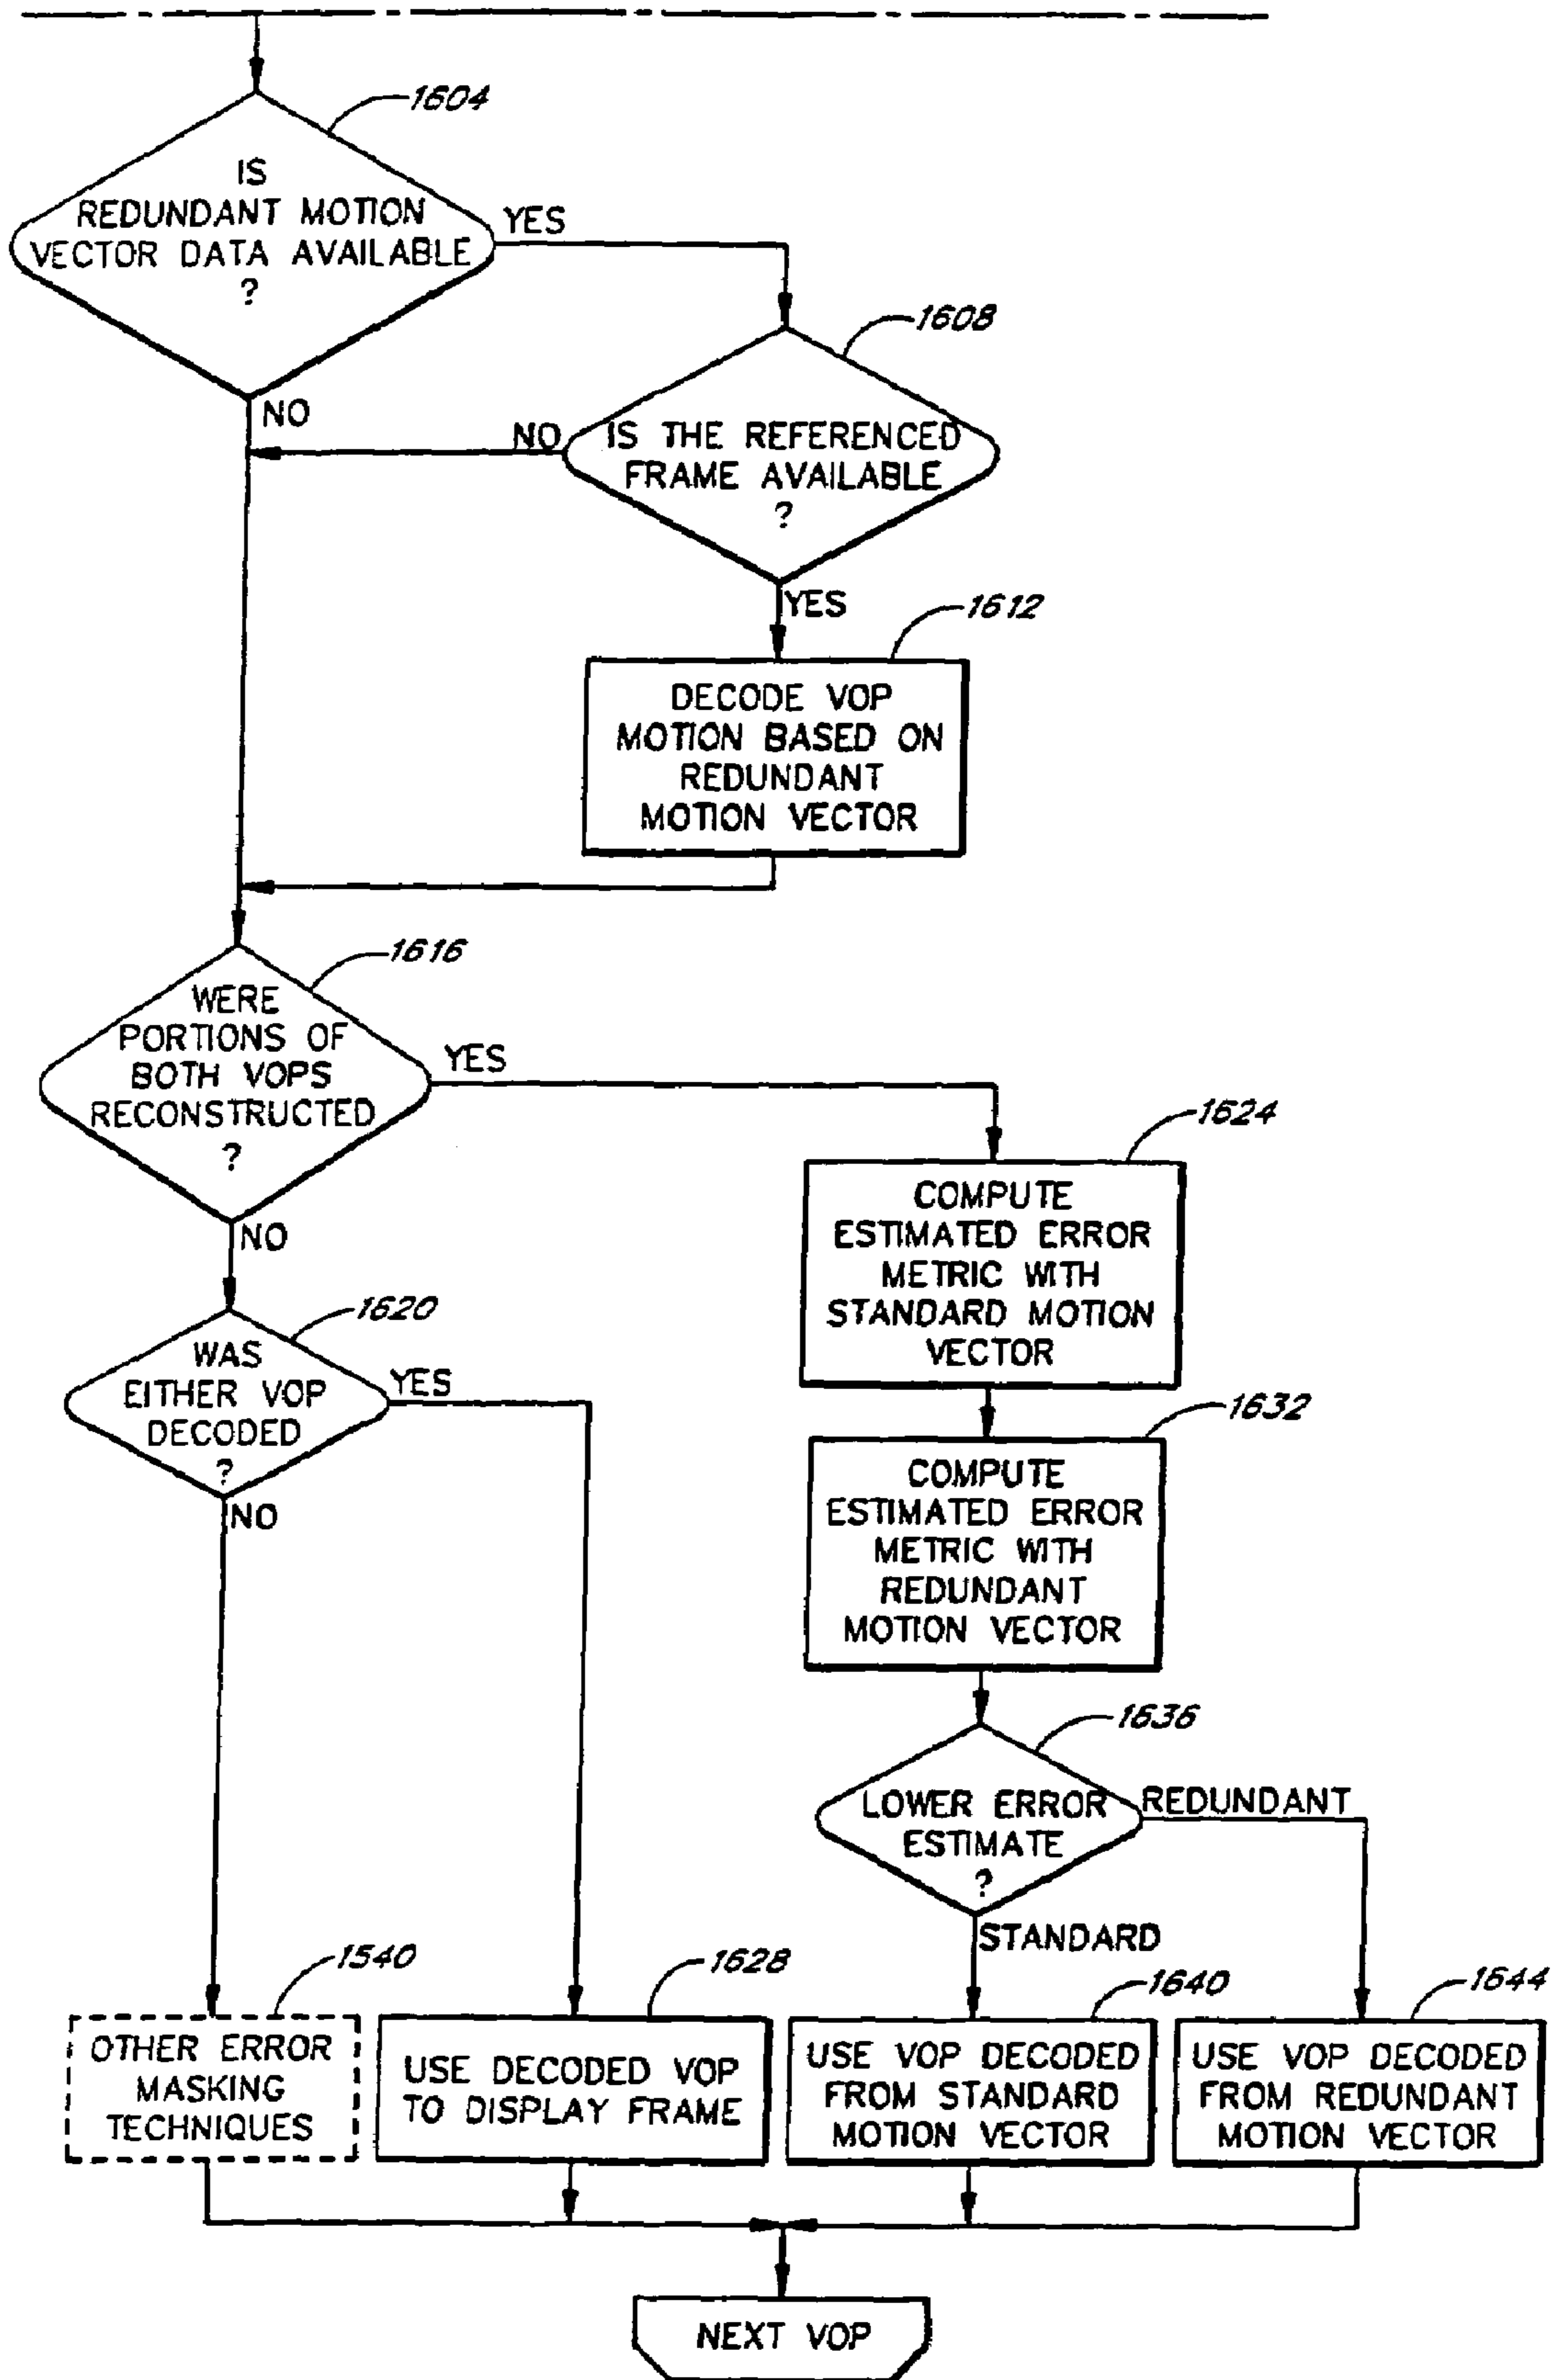 1604
IS
REDUNDANT MOTION
VECTOR DATA AVAILABLE
?
YES
NO
1608
IS THE REFERENCED
FRAME AVAILABLE
?
NO
YES
1612
DECODE VOP
MOTION BASED ON
REDUNDANT
MOTION VECTOR
1616
WERE
PORTIONS OF
BOTH VOPS
RECONSTRUCTED
?
YES
NO
1624
COMPUTE
ESTIMATED ERROR
METRIC WITH
STANDARD MOTION
VECTOR
1620
WAS
EITHER VOP
DECODED
?
YES
NO
1632
COMPUTE
ESTIMATED ERROR
METRIC WITH
REDUNDANT
MOTION VECTOR
1636
LOWER ERROR
ESTIMATE
?
REDUNDANT
STANDARD
1540
OTHER ERROR
MASKING
TECHNIQUES
1628
USE DECODED VOP
TO DISPLAY FRAME
1640
USE VOP DECODED
FROM STANDARD
MOTION VECTOR
1644
USE VOP DECODED
FROM REDUNDANT
MOTION VECTOR
NEXT VOP